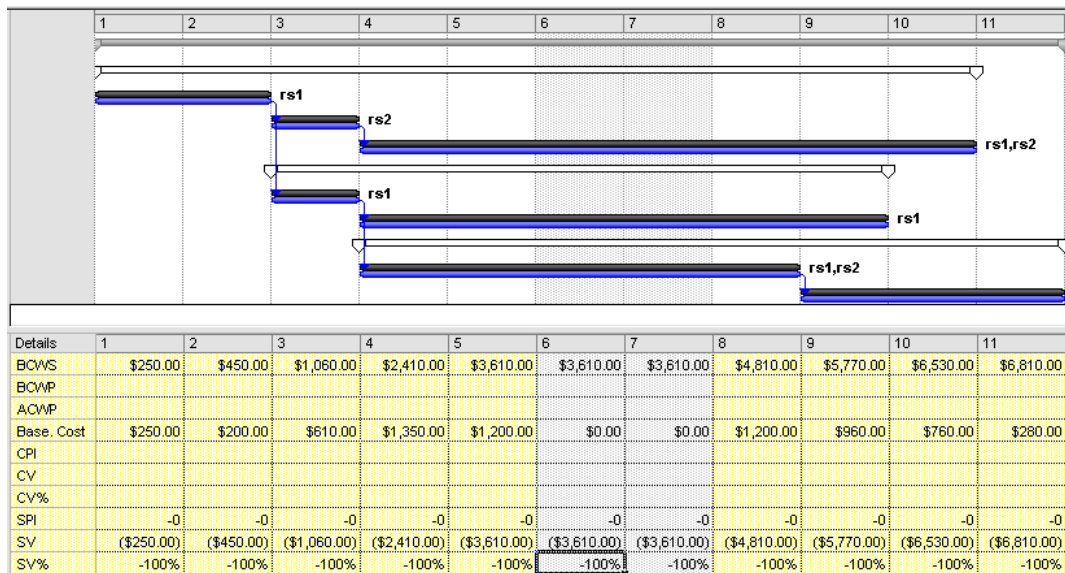 1 2 3 4 5 6 7 8 9 10 11
rs1
rs2
rs1,rs2
rs1
rs1
rs1,rs2
Details 1 2 3 4 5 6 7 8 9 10 11
BCWS $250.00 $450.00 $1,060.00 $2,410.00 $3,610.00 $3,610.00 $3,610.00 $4,810.00 $5,770.00 $6,530.00 $6,810.00
BCWP
ACWP
Base. Cost $250.00 $200.00 $610.00 $1,350.00 $1,200.00 $0.00 $0.00 $1,200.00 $960.00 $760.00 $280.00
CPI
CV
CV%
SPI -0 -0 -0 -0 -0 -0 -0 -0 -0 -0 -0
SV ($250.00) ($450.00) ($1,060.00) ($2,410.00) ($3,610.00) ($3,610.00) ($3,610.00) ($4,810.00) ($5,770.00) ($6,530.00) ($6,810.00)
SV% -100% -100% -100% -100% -100% -100% -100% -100% -100% -100% -100%